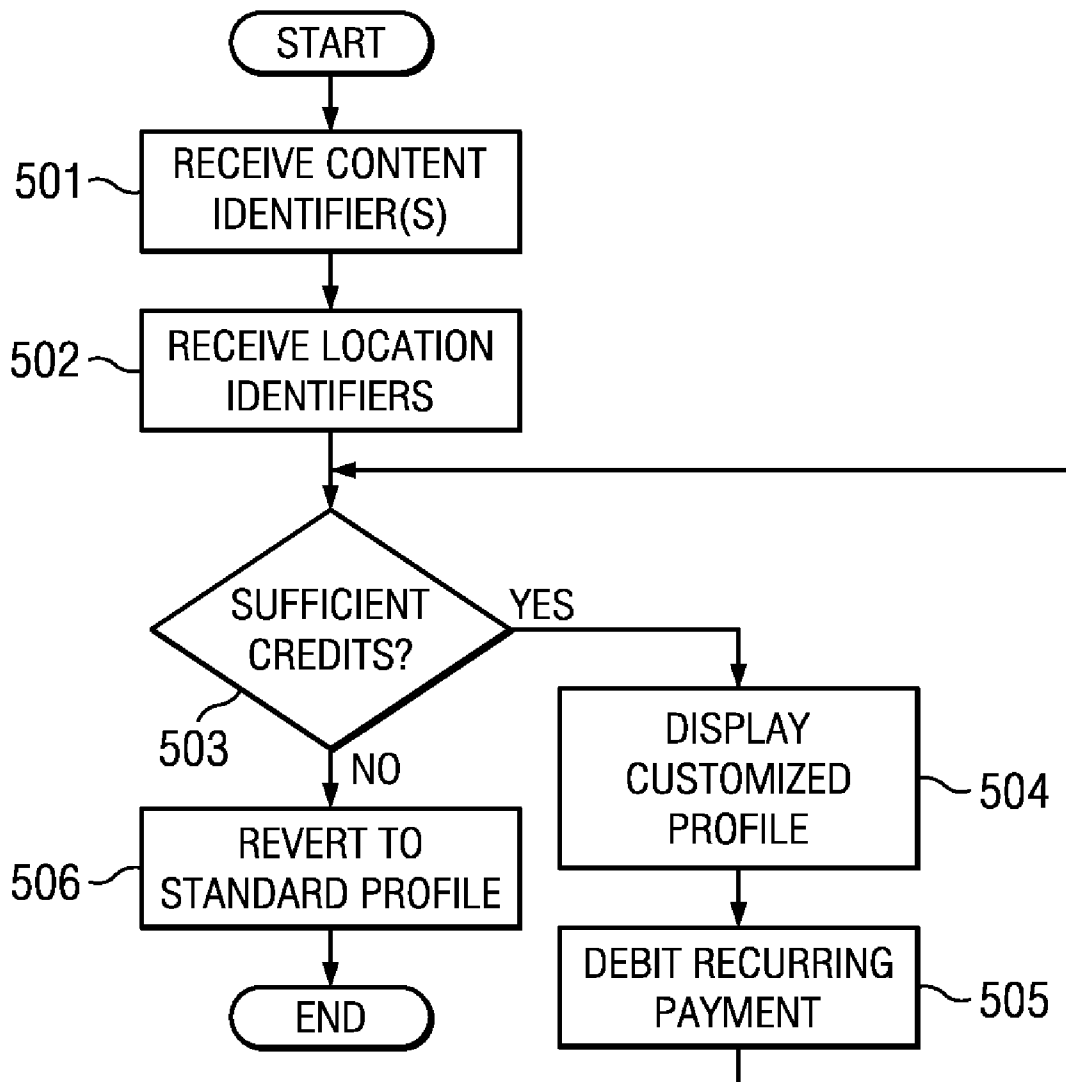 START
501
RECEIVE CONTENT
IDENTIFIER(S)
502
RECEIVE LOCATION
IDENTIFIERS
SUFFICIENT
CREDITS?
YES
503
NO
DISPLAY
CUSTOMIZED
PROFILE
504
506
REVERT TO
STANDARD PROFILE
DEBIT RECURRING
PAYMENT
505
END